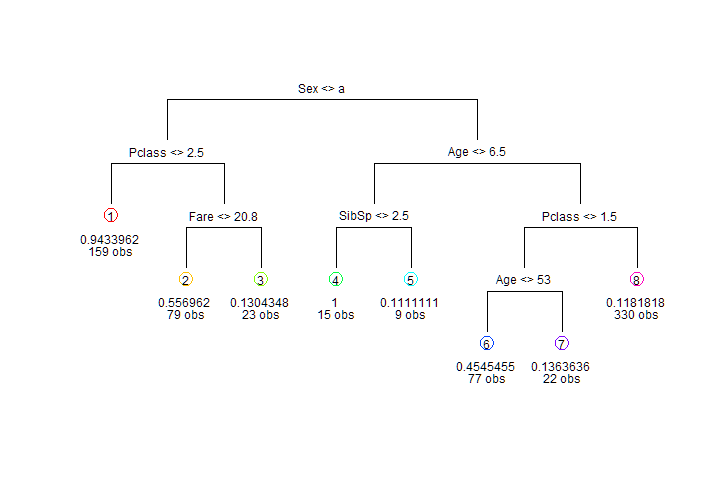 Sex <> a
Pclass <> 2.5
Age <> 6.5
1
Fare <> 20.8
SibSp <> 2.5
Pclass <> 1.5
0.9433962
159 obs
2
3
4
5
Age <> 53
8
0.556962
79 obs
0.1304348
23 obs
1
15 obs
0.1111111
9 obs
0.1181818
330 obs
6
7
0.4545455
77 obs
0.1363636
22 obs